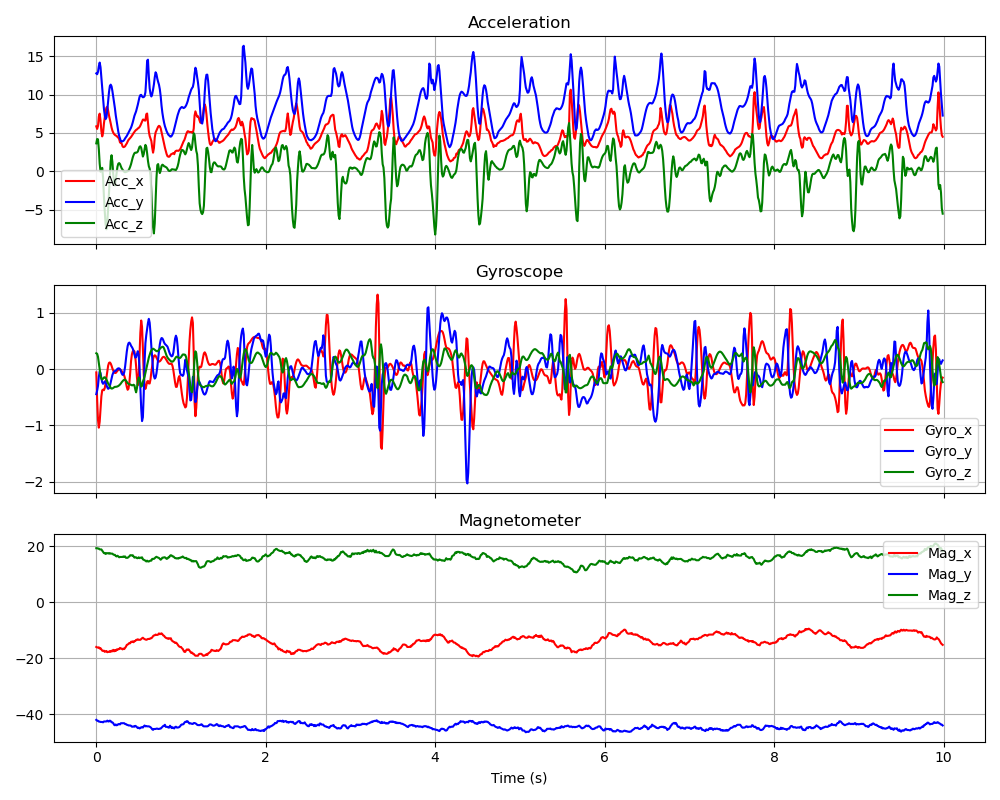 Acceleration
15
10
5
0
−5
Acc_x
Acc_y
Acc_z
Gyroscope
1
0
−1
−2
Gyro_x
Gyro_y
Gyro_z
Magnetometer
20
0
−20
−40
Mag_x
Mag_y
Mag_z
0 2 4 6 8 10
Time (s)